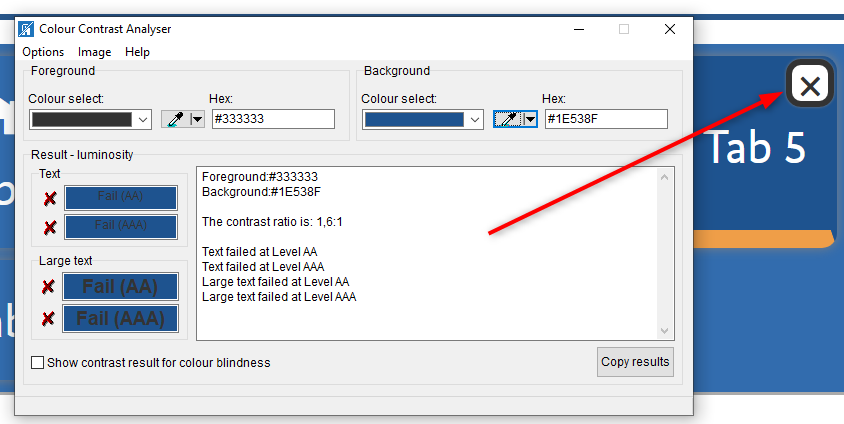 Colour Contrast Analyser
Options Image Help
Foreground
Colour select:
Hex:
#333333
Background
Colour select:
Hex:
#1E538F
Result - luminosity
Text
Fail (AA)
Fail (AAA)
Large text
Fail (AA)
Fail (AAA)
Foreground:#333333
Background:#1E538F
The contrast ratio is: 1,6:1
Text failed at Level AA
Text failed at Level AAA
Large text failed at Level AA
Large text failed at Level AAA
Show contrast result for colour blindness
Copy results
Tab 5